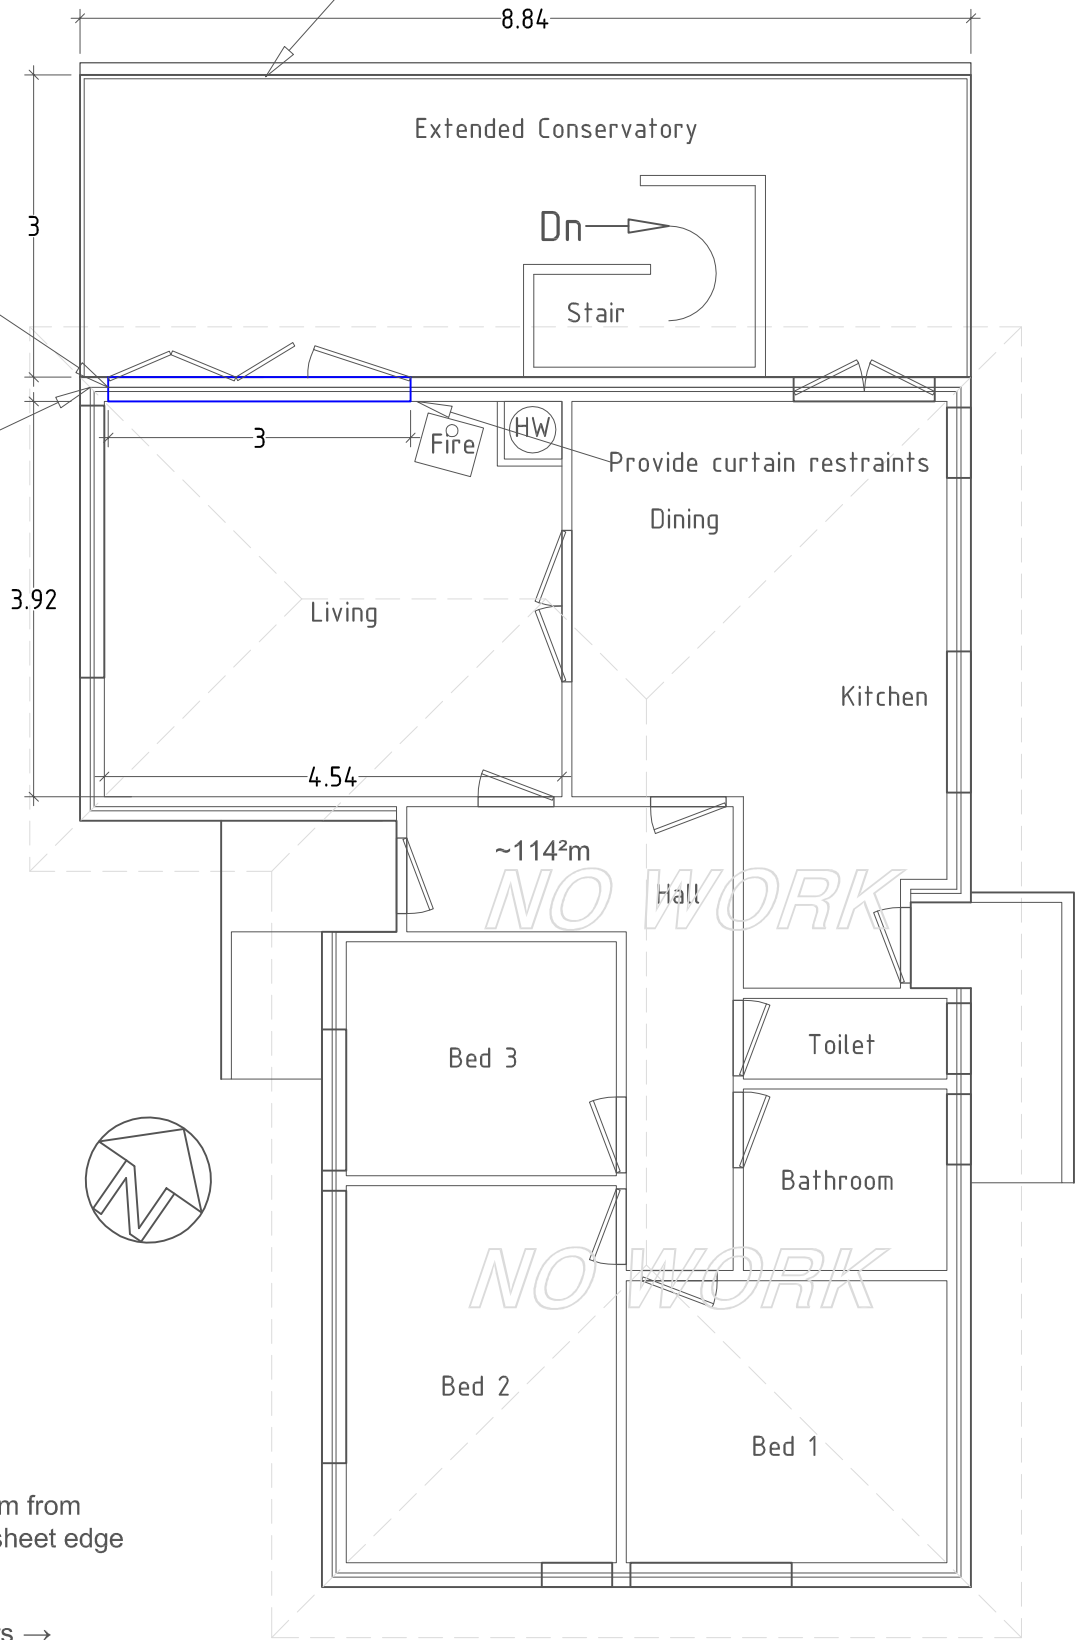 8.84
Extended Conservatory
3
Dn
Stair
3
Fire
HW
Provide curtain restraints
Dining
3.92
Living
Kitchen
4.54
~114²m
NO WORK
Hall
Bed 3
Toilet
N
Bathroom
NO WORK
Bed 2
Bed 1
m from
sheet edge
s →